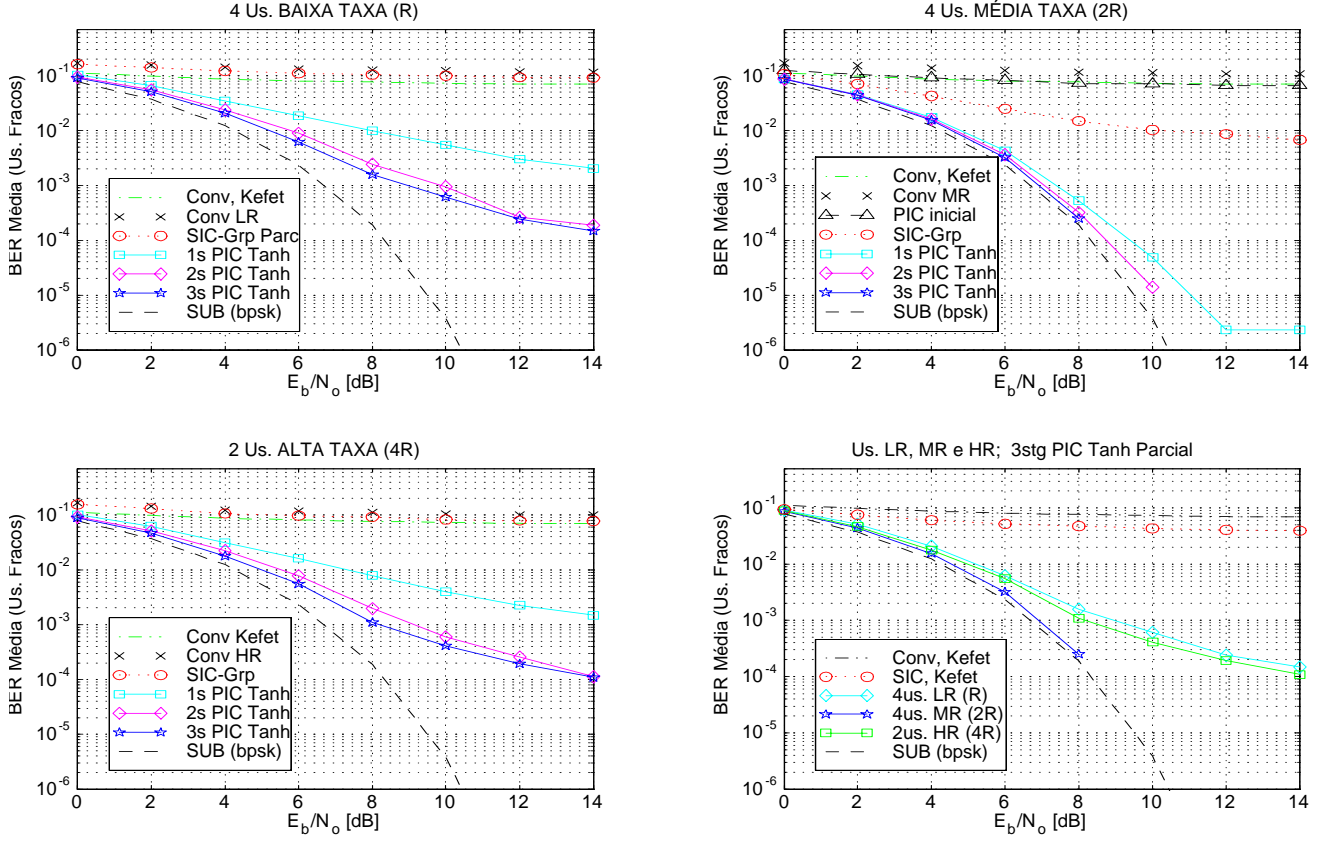 4 Us. BAIXA TAXA (R)
BER Média (Us. Fracos)
10^-1
10^-2
10^-3
10^-4
10^-5
10^-6
Conv, Kefet
Conv LR
SIC-Grp Parc
1s PIC Tanh
2s PIC Tanh
3s PIC Tanh
SUB (bpsk)
0 2 4 6 8 10 12 14
E_b/N_o [dB]
4 Us. MÉDIA TAXA (2R)
BER Média (Us. Fracos)
10^-1
10^-2
10^-3
10^-4
10^-5
10^-6
Conv, Kefet
Conv MR
PIC inicial
SIC-Grp
1s PIC Tanh
2s PIC Tanh
3s PIC Tanh
SUB (bpsk)
0 2 4 6 8 10 12 14
E_b/N_o [dB]
2 Us. ALTA TAXA (4R)
BER Média (Us. Fracos)
10^-1
10^-2
10^-3
10^-4
10^-5
10^-6
Conv Kefet
Conv HR
SIC-Grp
1s PIC Tanh
2s PIC Tanh
3s PIC Tanh
SUB (bpsk)
0 2 4 6 8 10 12 14
E_b/N_o [dB]
Us. LR, MR e HR; 3stg PIC Tanh Parcial
BER Média (Us. Fracos)
10^-1
10^-2
10^-3
10^-4
10^-5
10^-6
Conv, Kefet
SIC, Kefet
4us. LR (R)
4us. MR (2R)
2us. HR (4R)
SUB (bpsk)
0 2 4 6 8 10 12 14
E_b/N_o [dB]